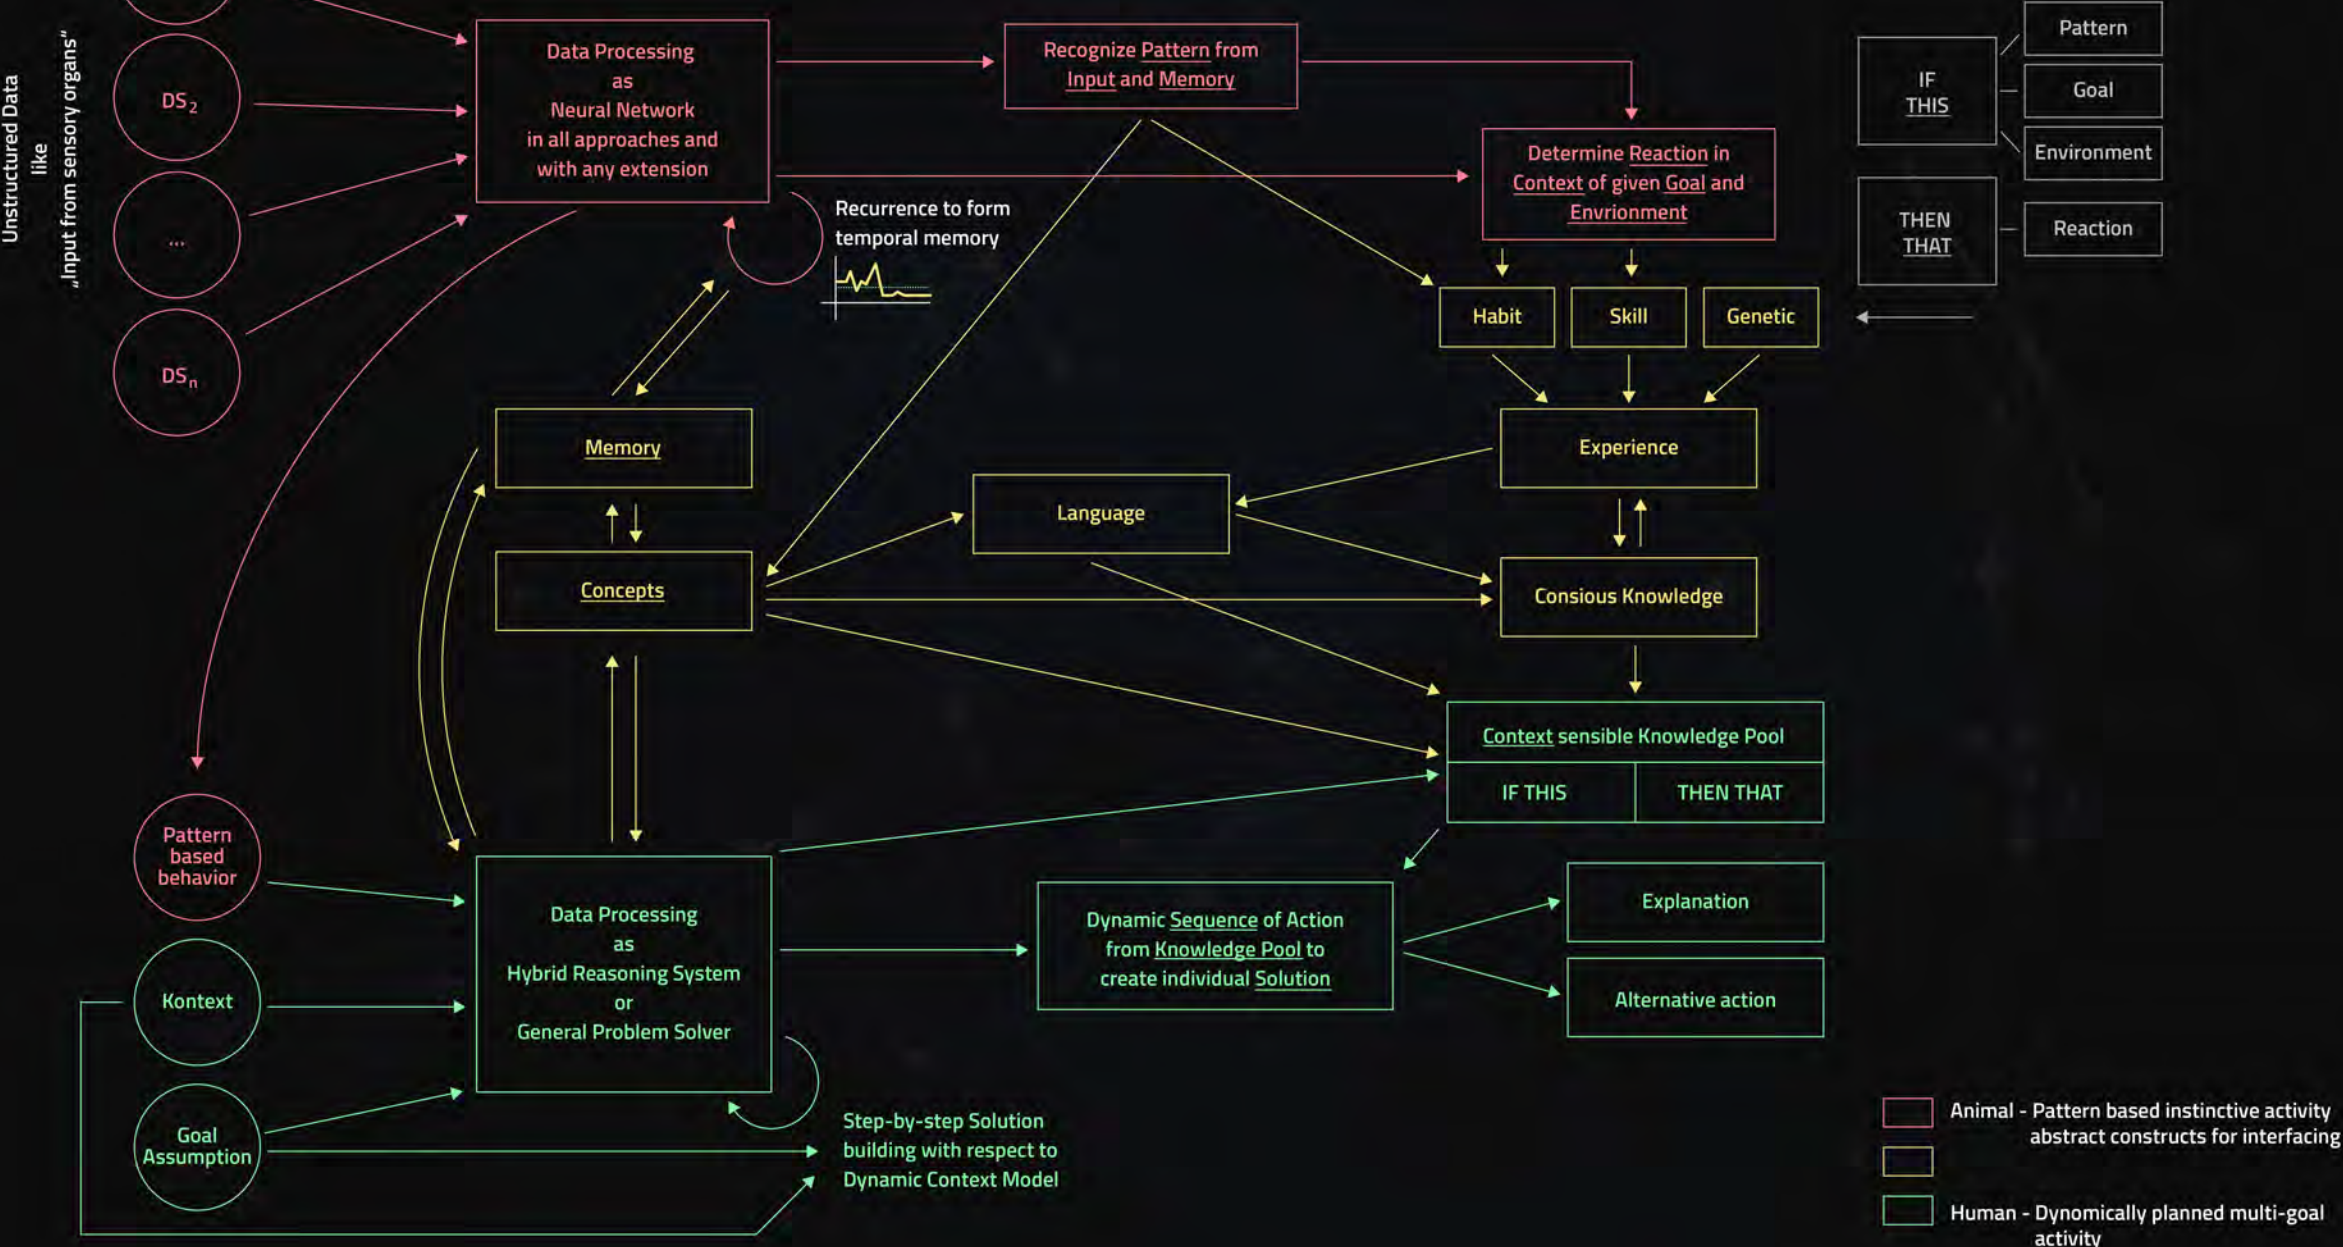 Unstructured Data
like
„Input from sensory organs“
DS2
...
DSn
Data Processing
as
Neural Network
in all approaches and
with any extension
Recognize Pattern from
Input and Memory
Determine Reaction in
Context of given Goal and
Envrionment
IF
THIS
Pattern
Goal
Environment
THEN
THAT
Reaction
Recurrence to form
temporal memory
Habit
Skill
Genetic
Memory
Experience
Language
Concepts
Consious Knowledge
Context sensible Knowledge Pool
IF THIS
THEN THAT
Pattern
based
behavior
Kontext
Goal
Assumption
Data Processing
as
Hybrid Reasoning System
or
General Problem Solver
Dynamic Sequence of Action
from Knowledge Pool to
create individual Solution
Explanation
Alternative action
Step-by-step Solution
building with respect to
Dynamic Context Model
Animal - Pattern based instinctive activity
abstract constructs for interfacing
Human - Dynomically planned multi-goal
activity